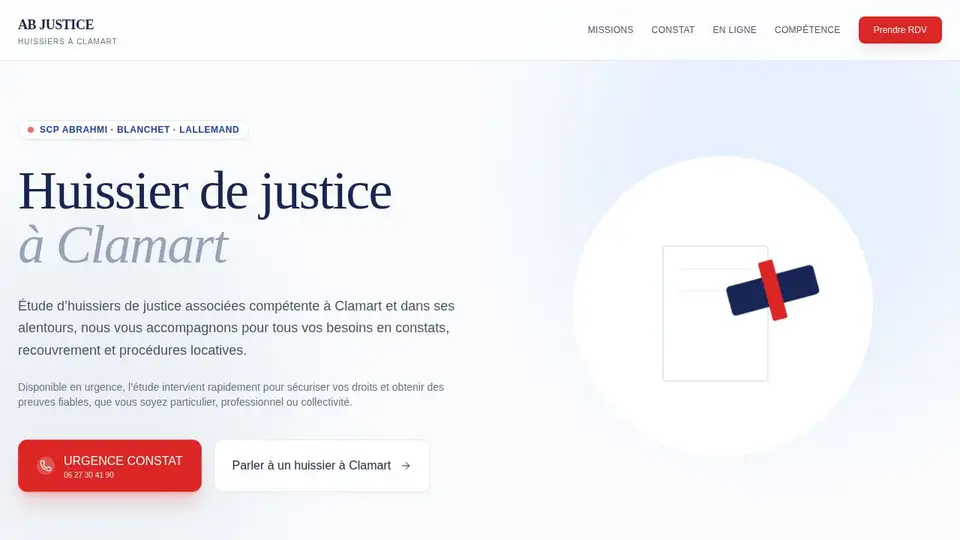 AB JUSTICE
HUISSIERS À CLAMART
MISSIONS
CONSTAT
EN LIGNE
COMPÉTENCE
Prendre RDV
SCP ABRAHMI · BLANCHET · LALLEMAND
Huissier de justice
à Clamart
Étude d’huissiers de justice associées compétente à Clamart et dans ses
alentours, nous vous accompagnons pour tous vos besoins en constats,
recouvrement et procédures locatives.
Disponible en urgence, l’étude intervient rapidement pour sécuriser vos droits et obtenir des
preuves fiables, que vous soyez particulier, professionnel ou collectivité.
URGENCE CONSTAT
06 27 30 41 90
Parler à un huissier à Clamart →